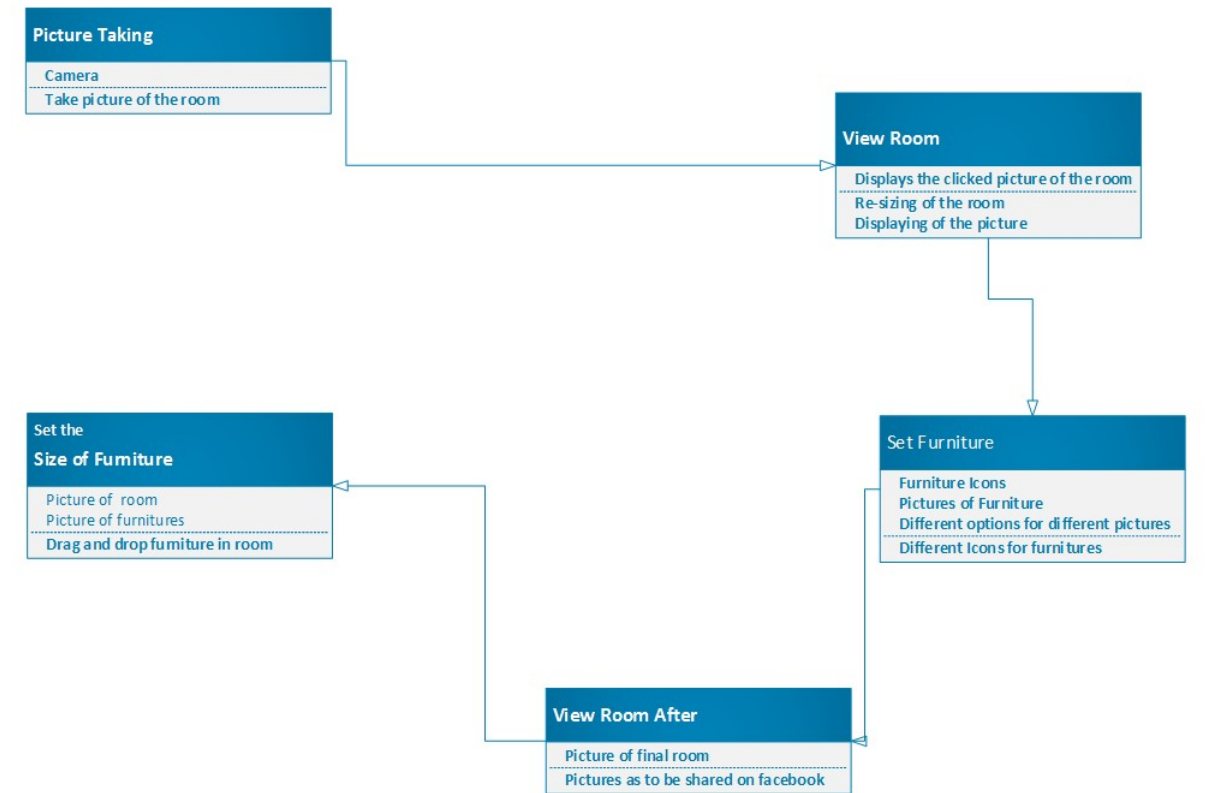 Picture Taking
Camera
Take picture of the room
View Room
Displays the clicked picture of the room
Re-sizing of the room
Displaying of the picture
Set the
Size of Furniture
Picture of room
Picture of furnitures
Drag and drop furniture in room
Set Furniture
Furniture Icons
Pictures of Furniture
Different options for different pictures
Different Icons for furnitures
View Room After
Picture of final room
Pictures as to be shared on facebook